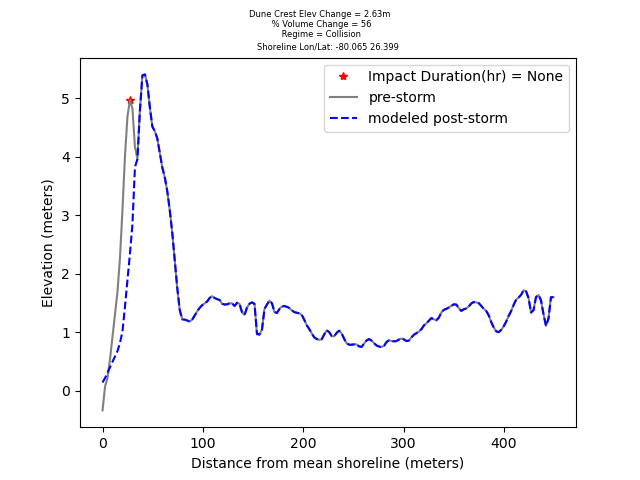 Dune Crest Elev Change = 2.63m
% Volume Change = 56
Regime = Collision
Shoreline Lon/Lat: -80.065 26.399
Impact Duration(hr) = None
pre-storm
modeled post-storm
Elevation (meters)
5
4
3
2
1
0
0 100 200 300 400
Distance from mean shoreline (meters)